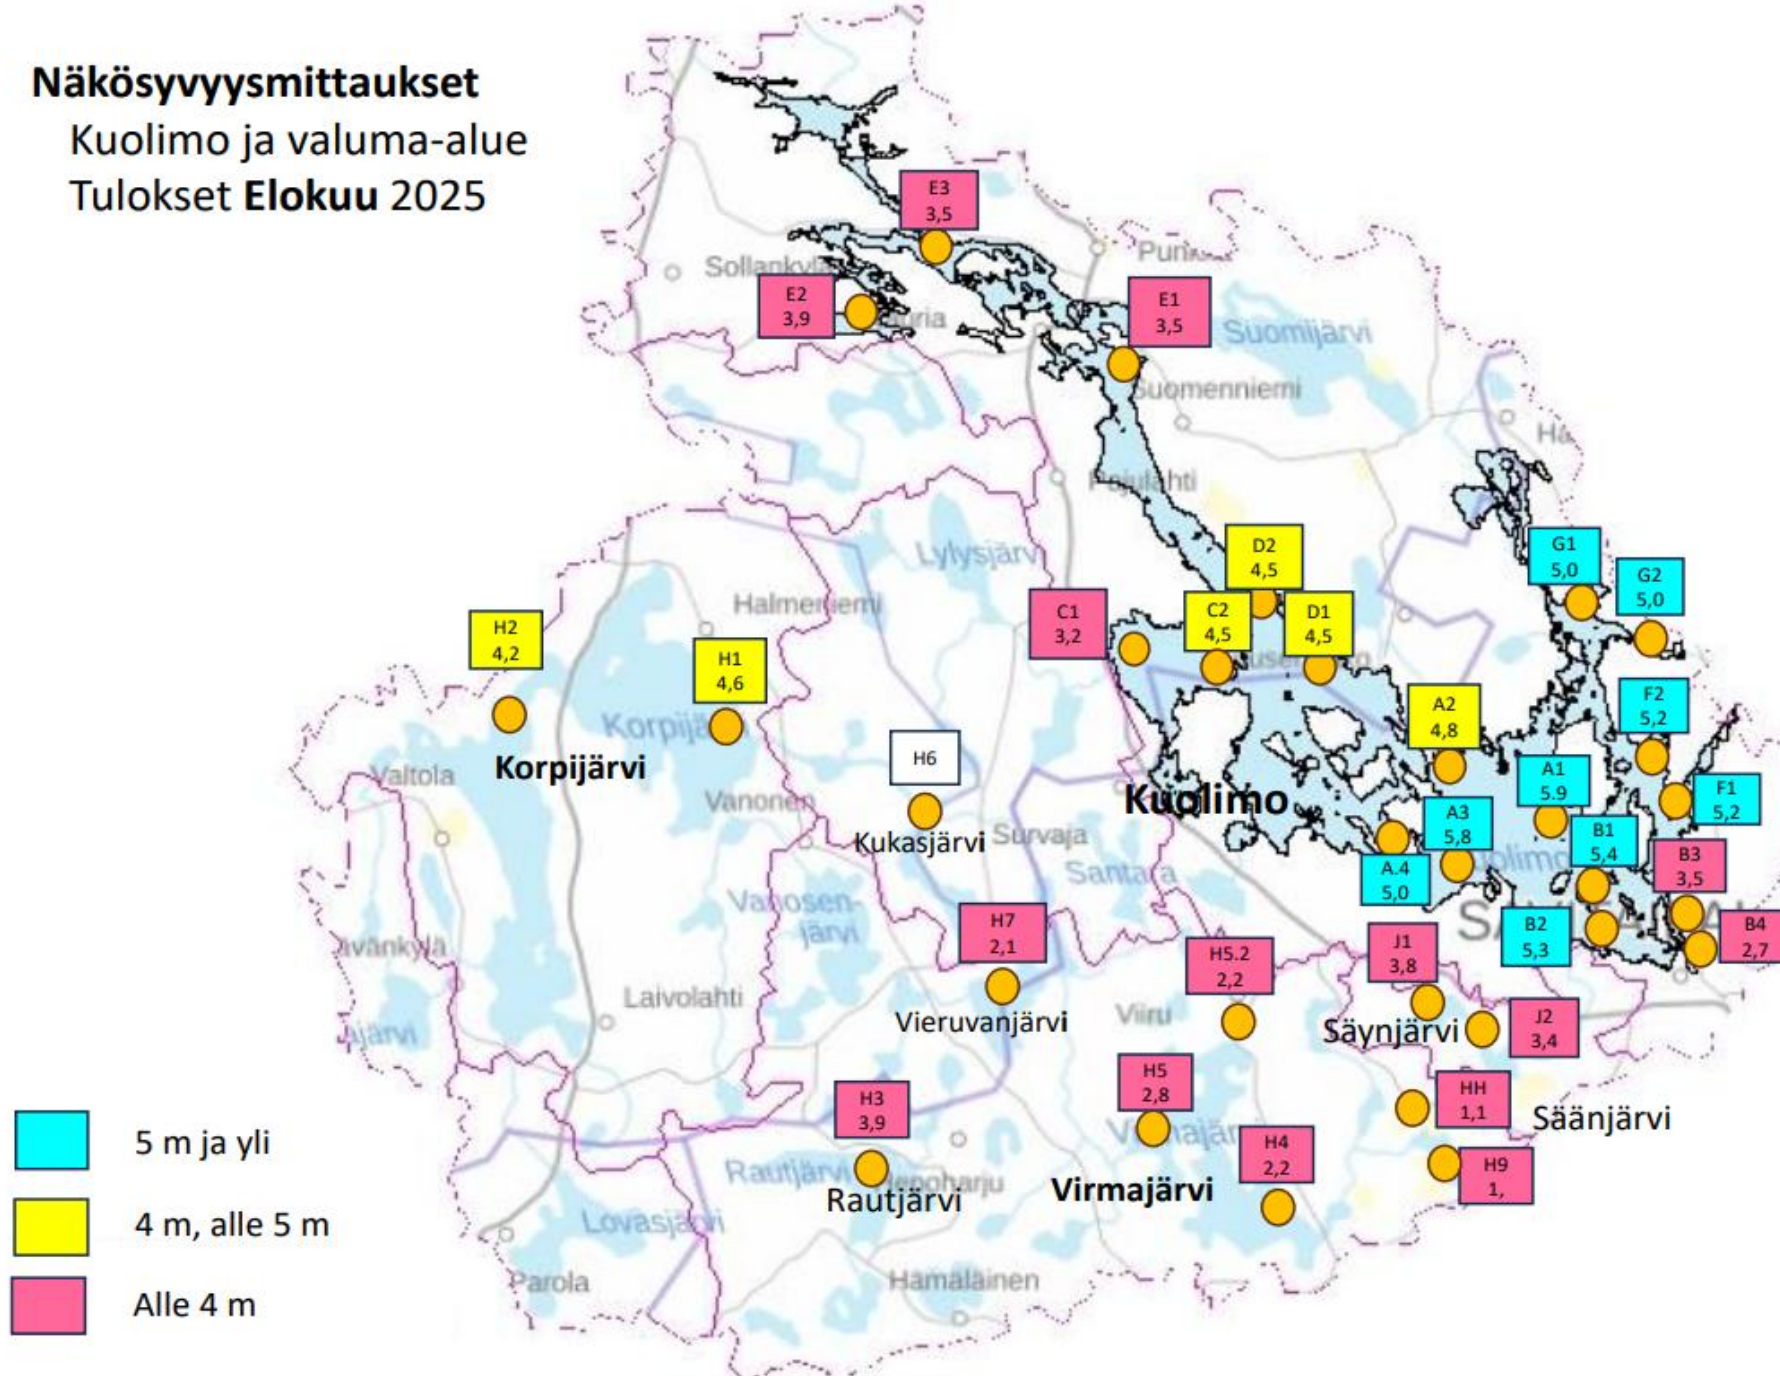 Näkösyvyysmittaukset
Kuolimo ja valuma-alue
Tulokset Elokuu 2025
E3
3,5
Sollankylä
E2
3,9
E1
3,5
Suomijärvi
Suomenniemi
Pajulahti
Lylysjärvi
Halmeniemi
H2
4,2
H1
4,6
C1
3,2
C2
4,5
D2
4,5
D1
4,5
G1
5,0
G2
5,0
F2
5,2
F1
5,2
A2
4,8
A1
5.9
A3
5,8
A.4
5,0
B1
5,4
B3
3,5
B2
5,3
B4
2,7
Kuolimo
Korpijärvi
Valtola
Vanonen
H6
Kukasjärvi
Survaja
Santara
Vanosen-
järvi
H7
2,1
Vieruvanjärvi
Laivolahti
H5.2
2,2
Viiru
J1
3,8
Säynjärvi
J2
3,4
H5
2,8
HH
1,1
Säänjärvi
H3
3,9
H4
2,2
H9
1,
Rautjärvi
Rautjärvi
Virmajärvi
Lovasjärvi
Parola
Hämäläinen
5 m ja yli
4 m, alle 5 m
Alle 4 m